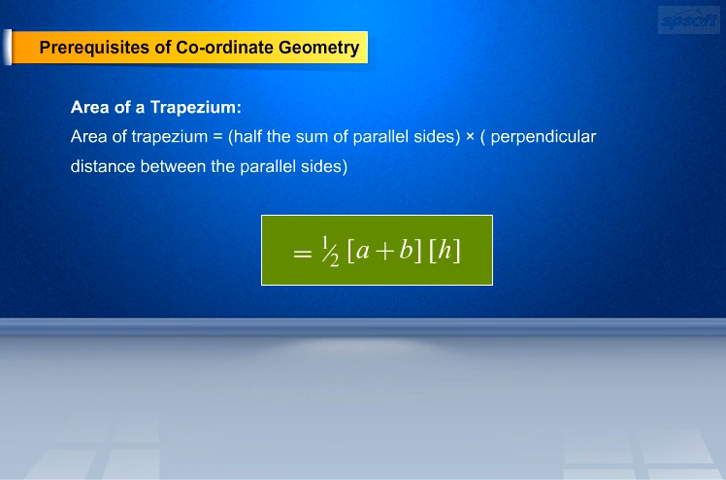 spsoft
Prerequisites of Co-ordinate Geometry
Area of a Trapezium:
Area of trapezium = (half the sum of parallel sides) × ( perpendicular
distance between the parallel sides)
= ½ [a + b] [h]